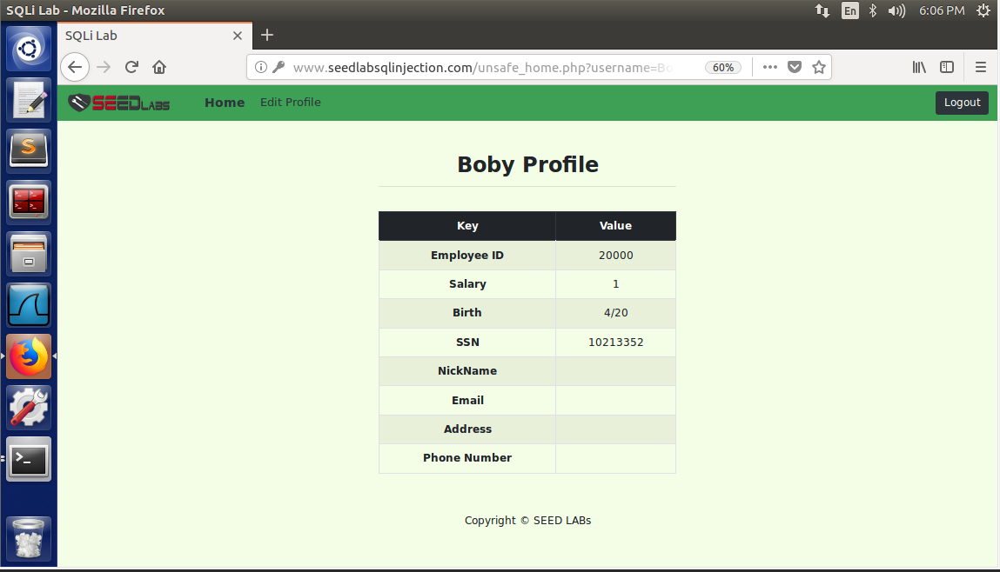 SQLi Lab - Mozilla Firefox
En
6:06 PM
SQLi Lab
www.seedlabsqlinjection.com/unsafe_home.php?username=Bo
60%
SEEDLABS
Home
Edit Profile
Logout
Boby Profile
Key Value
Employee ID 20000
Salary 1
Birth 4/20
SSN 10213352
NickName
Email
Address
Phone Number
Copyright © SEED LABs